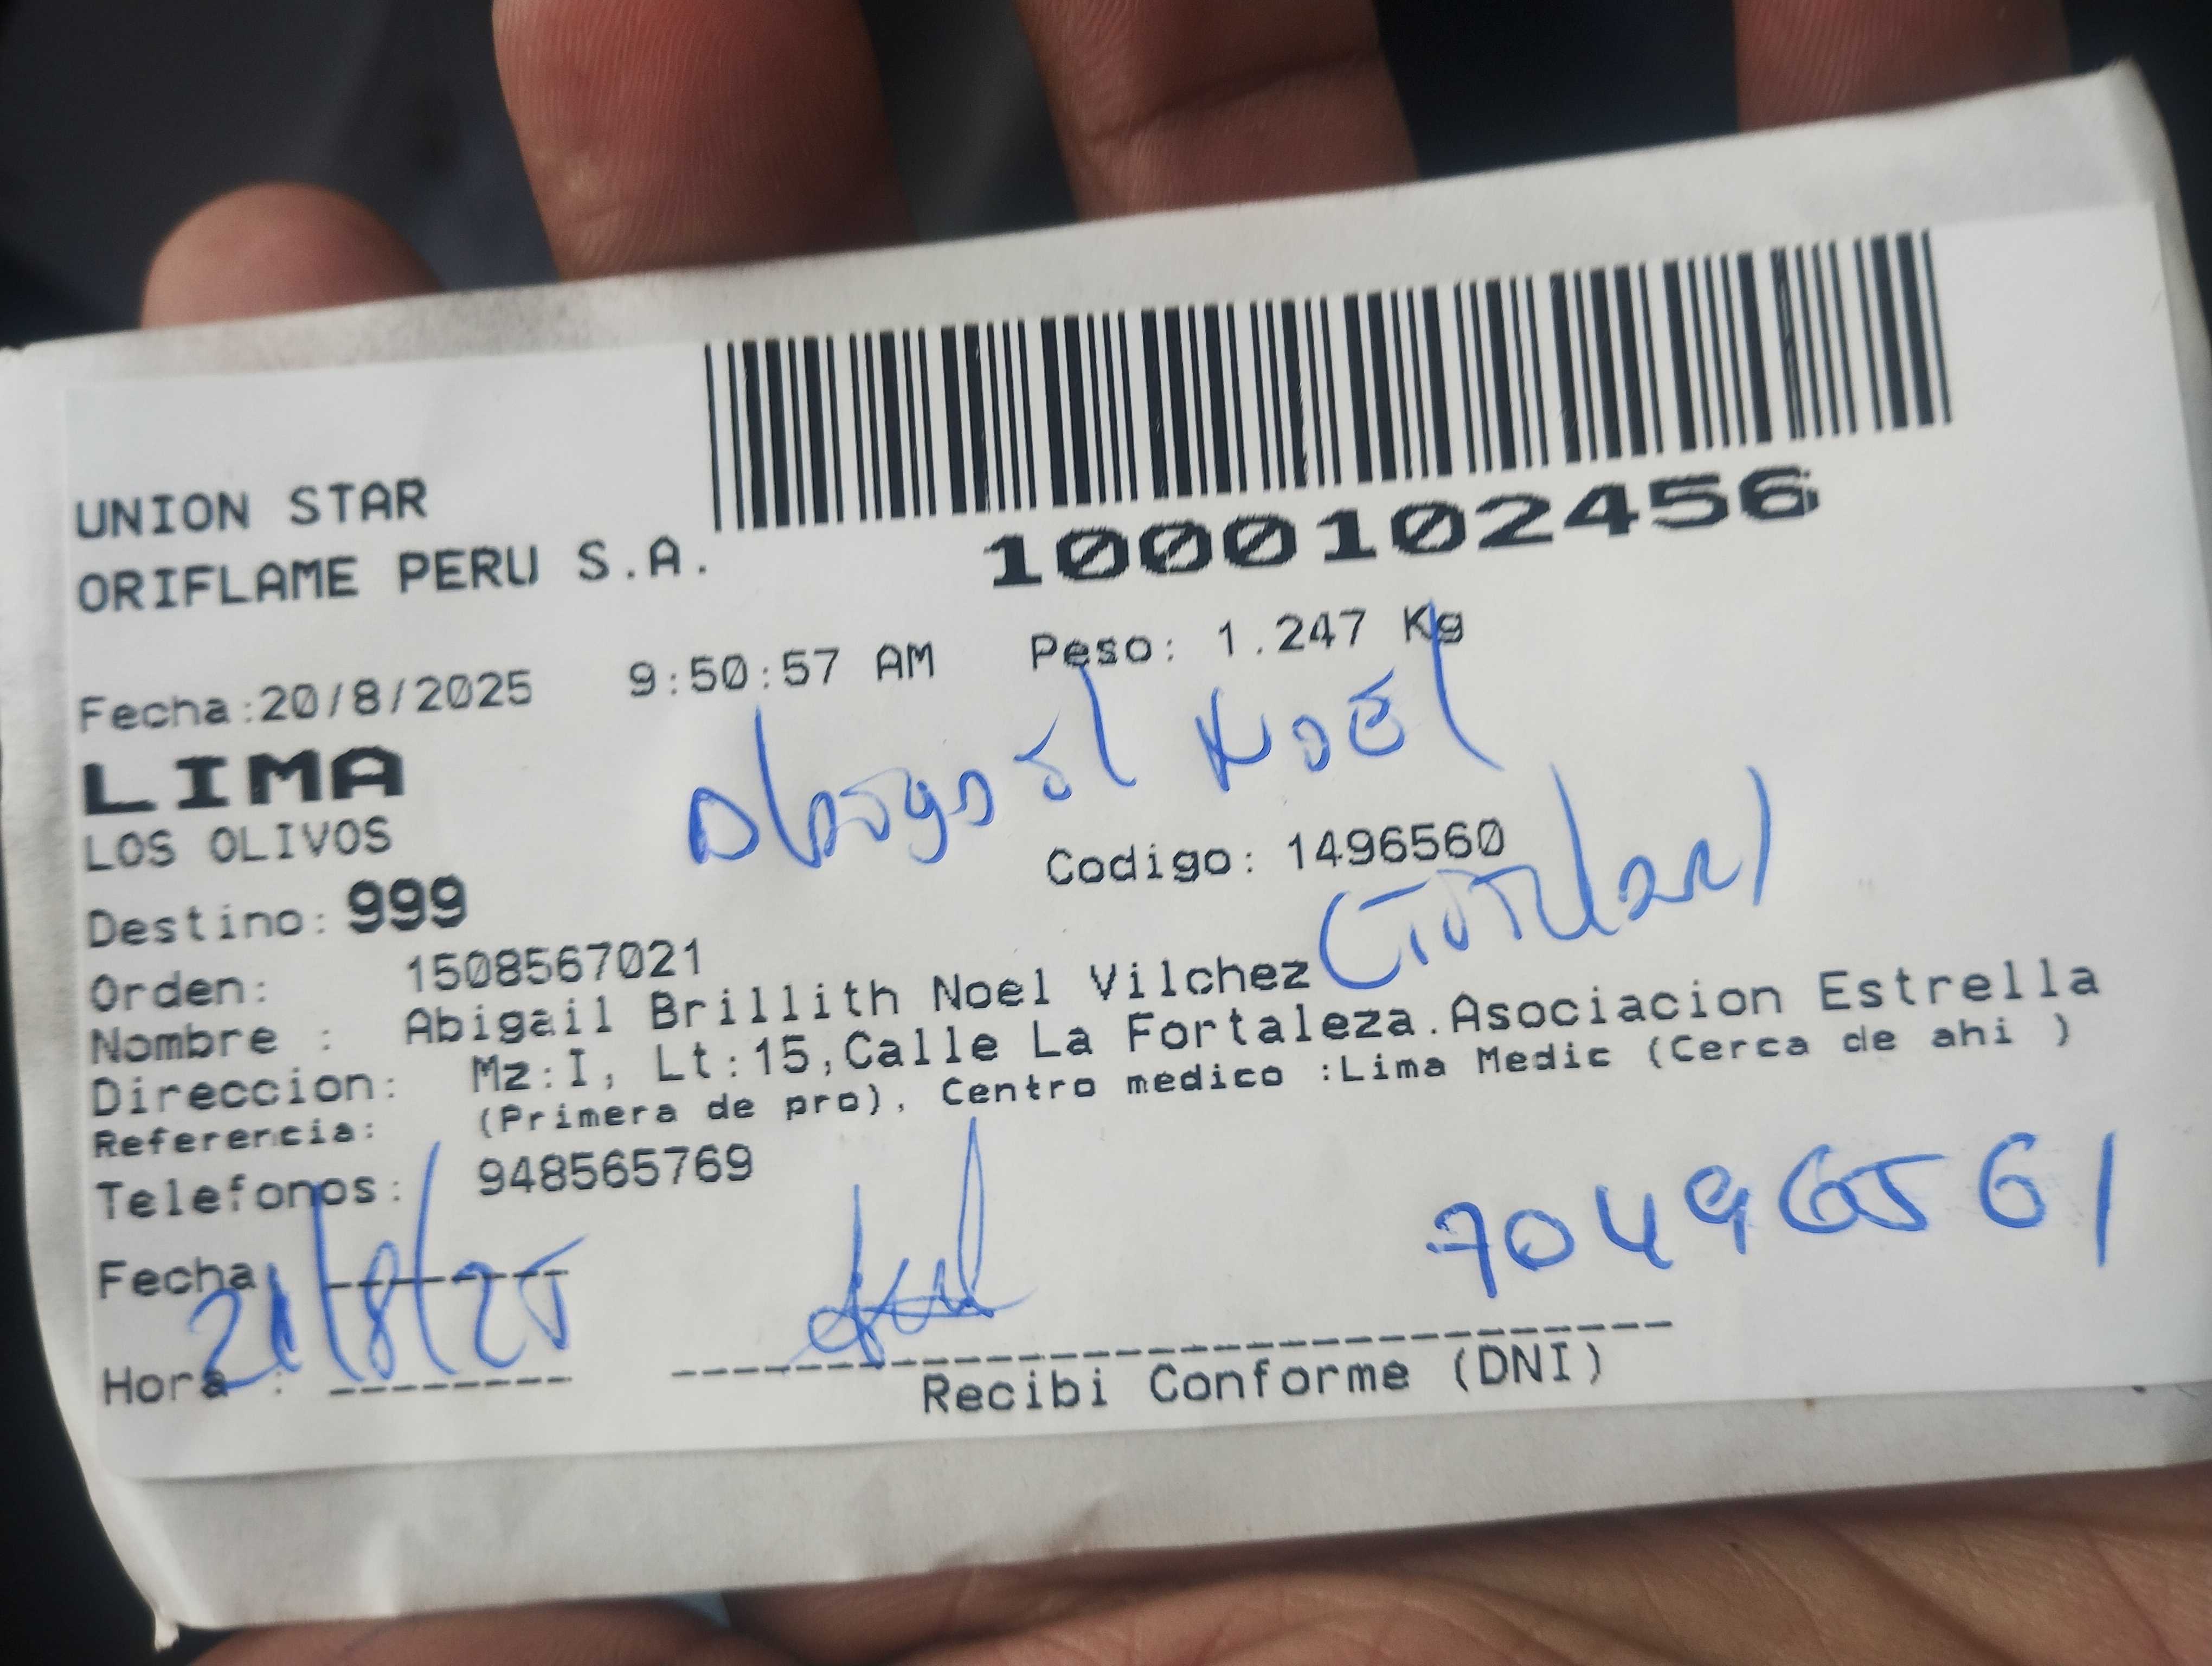 UNION STAR
ORIFLAME PERU S.A.
1000102456
Fecha:20/8/2025 9:50:57 AM Peso: 1.247 Kg
LIMA
Abigail Noel
LOS OLIVOS
Codigo: 1496560
Destino: 999
(Titular)
Orden: 1508567021
Nombre : Abigail Brillith Noel Vilchez
Direccion: Mz:I, Lt:15,Calle La Fortaleza.Asociacion Estrella
Referencia: (Primera de pro), Centro medico :Lima Medic (Cerca de ahi )
Telefonos: 948565769
70496561
Fecha: 21/8/25
Hora :
Recibi Conforme (DNI)